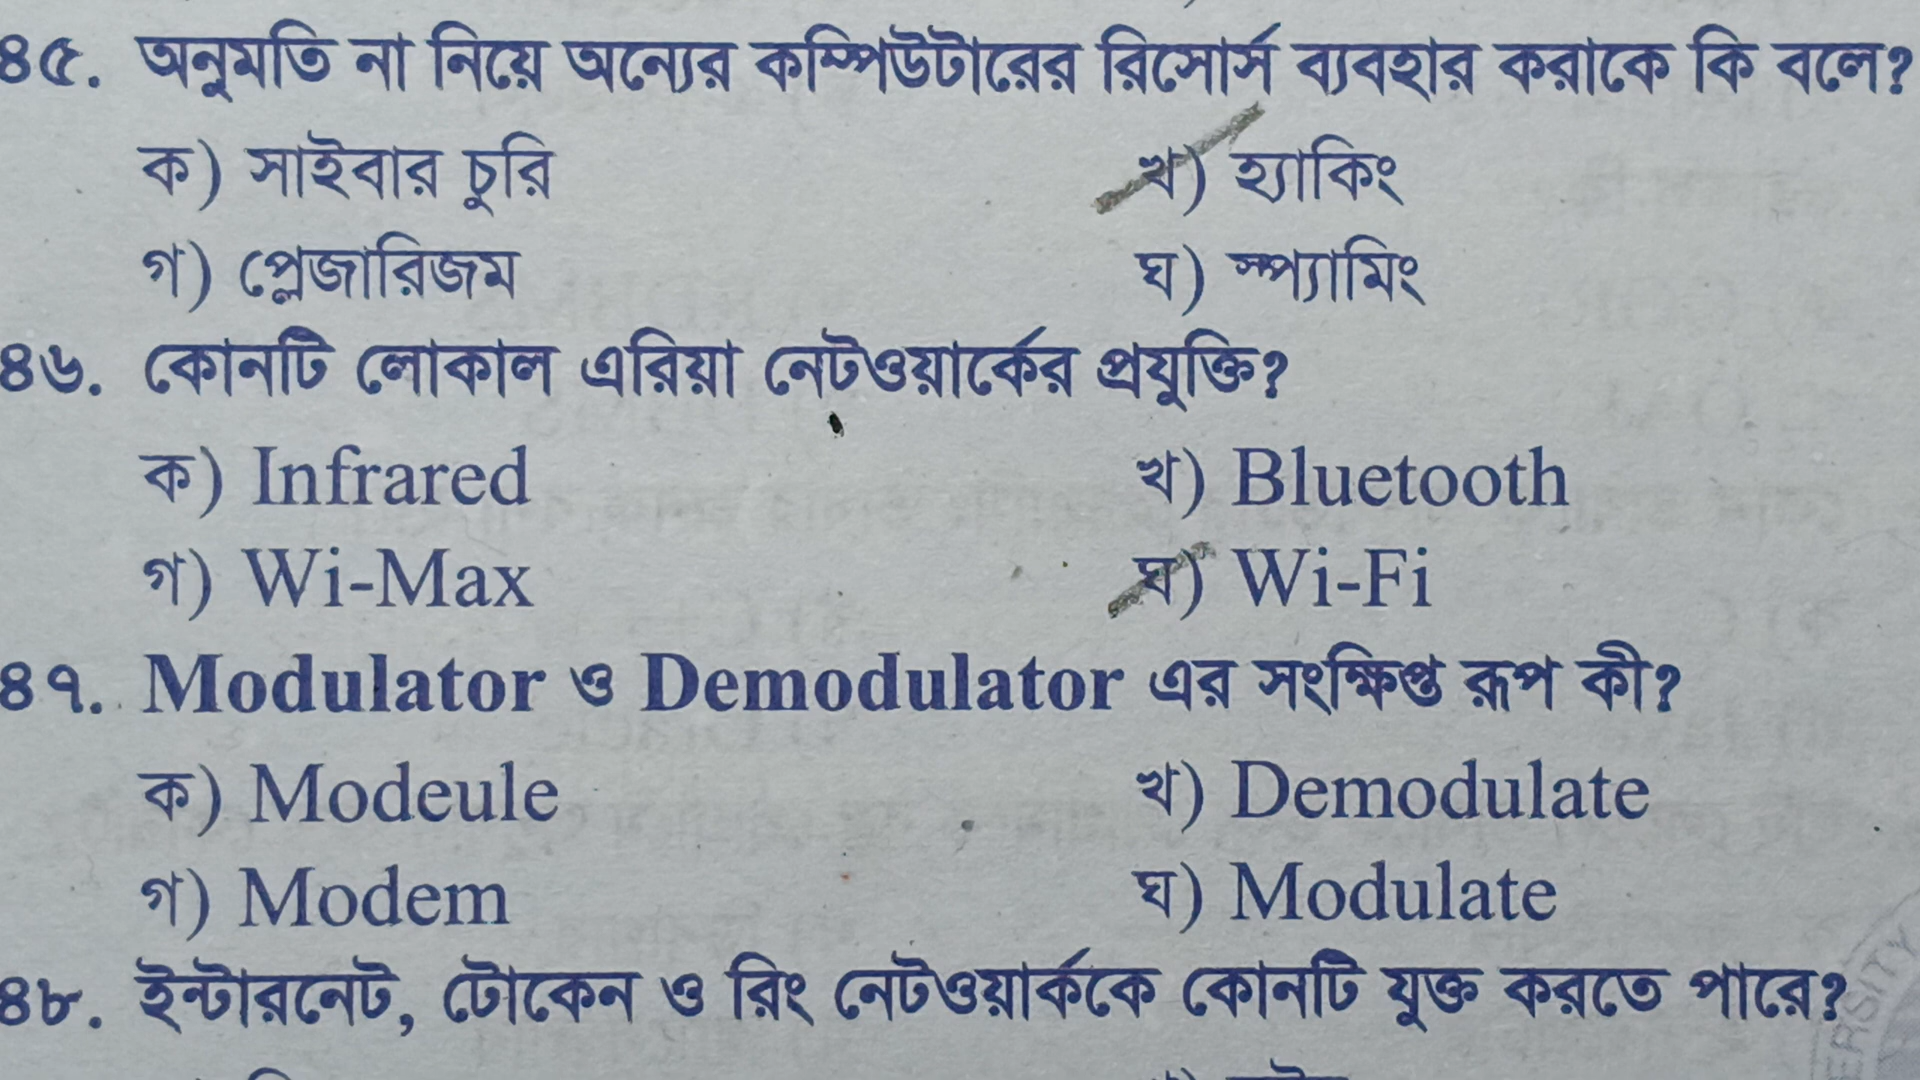 ৪৫. অনুমতি না নিয়ে অন্যের কম্পিউটারের রিসোর্স ব্যবহার করাকে কি বলে?
ক) সাইবার চুরি খ) হ্যাকিং
গ) প্লেজারিজম ঘ) স্প্যামিং
৪৬. কোনটি লোকাল এরিয়া নেটওয়ার্কের প্রযুক্তি?
ক) Infrared খ) Bluetooth
গ) Wi-Max ঘ) Wi-Fi
৪৭. Modulator ও Demodulator এর সংক্ষিপ্ত রূপ কী?
ক) Modeule খ) Demodulate
গ) Modem ঘ) Modulate
৪৮. ইন্টারনেট, টোকেন ও রিং নেটওয়ার্ককে কোনটি যুক্ত করতে পারে?